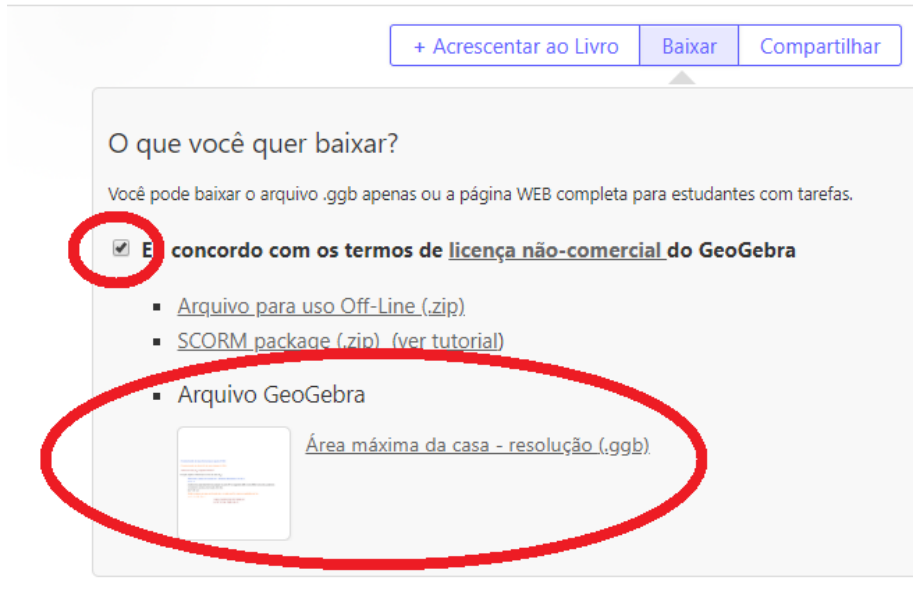 + Acrescentar ao Livro Baixar Compartilhar
O que você quer baixar?
Você pode baixar o arquivo .ggb apenas ou a página WEB completa para estudantes com tarefas.
E concordo com os termos de licença não-comercial do GeoGebra
Arquivo para uso Off-Line (.zip)
SCORM package (.zip) (ver tutorial)
Arquivo GeoGebra
Área máxima da casa - resolução (.ggb)